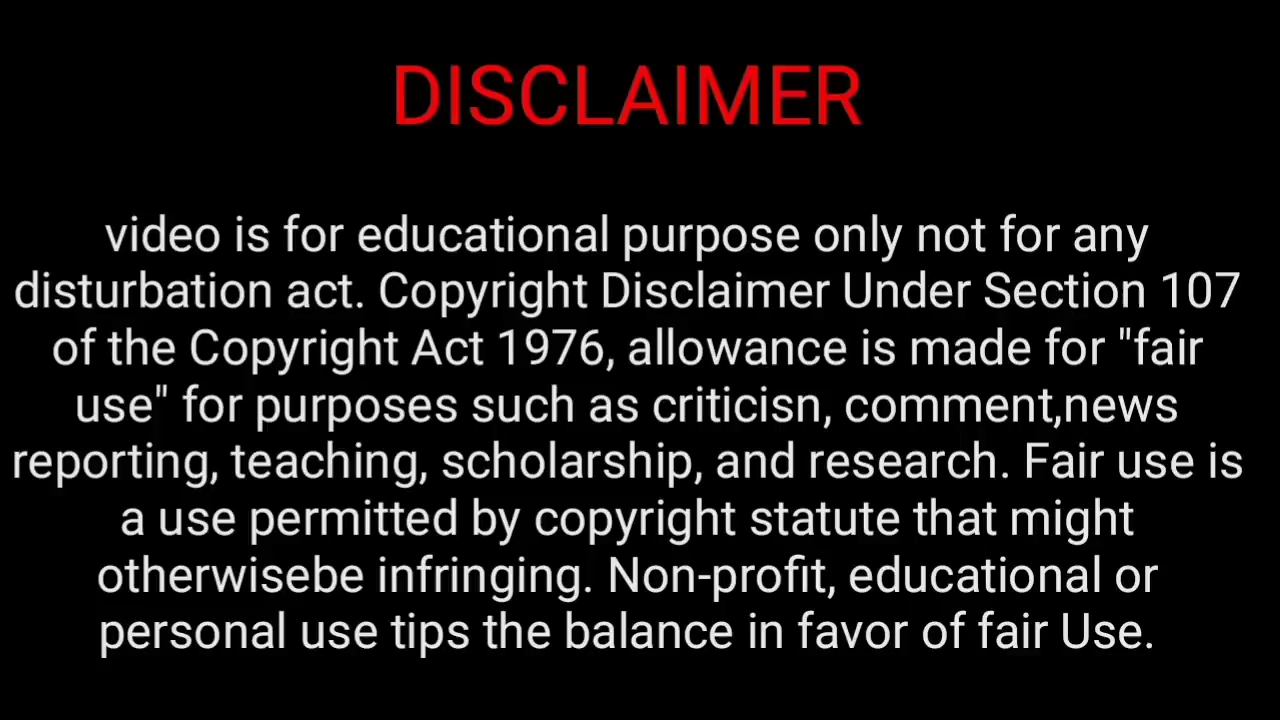 DISCLAIMER
video is for educational purpose only not for any
disturbation act. Copyright Disclaimer Under Section 107
of the Copyright Act 1976, allowance is made for "fair
use" for purposes such as criticisn, comment,news
reporting, teaching, scholarship, and research. Fair use is
a use permitted by copyright statute that might
otherwisebe infringing. Non-profit, educational or
personal use tips the balance in favor of fair Use.